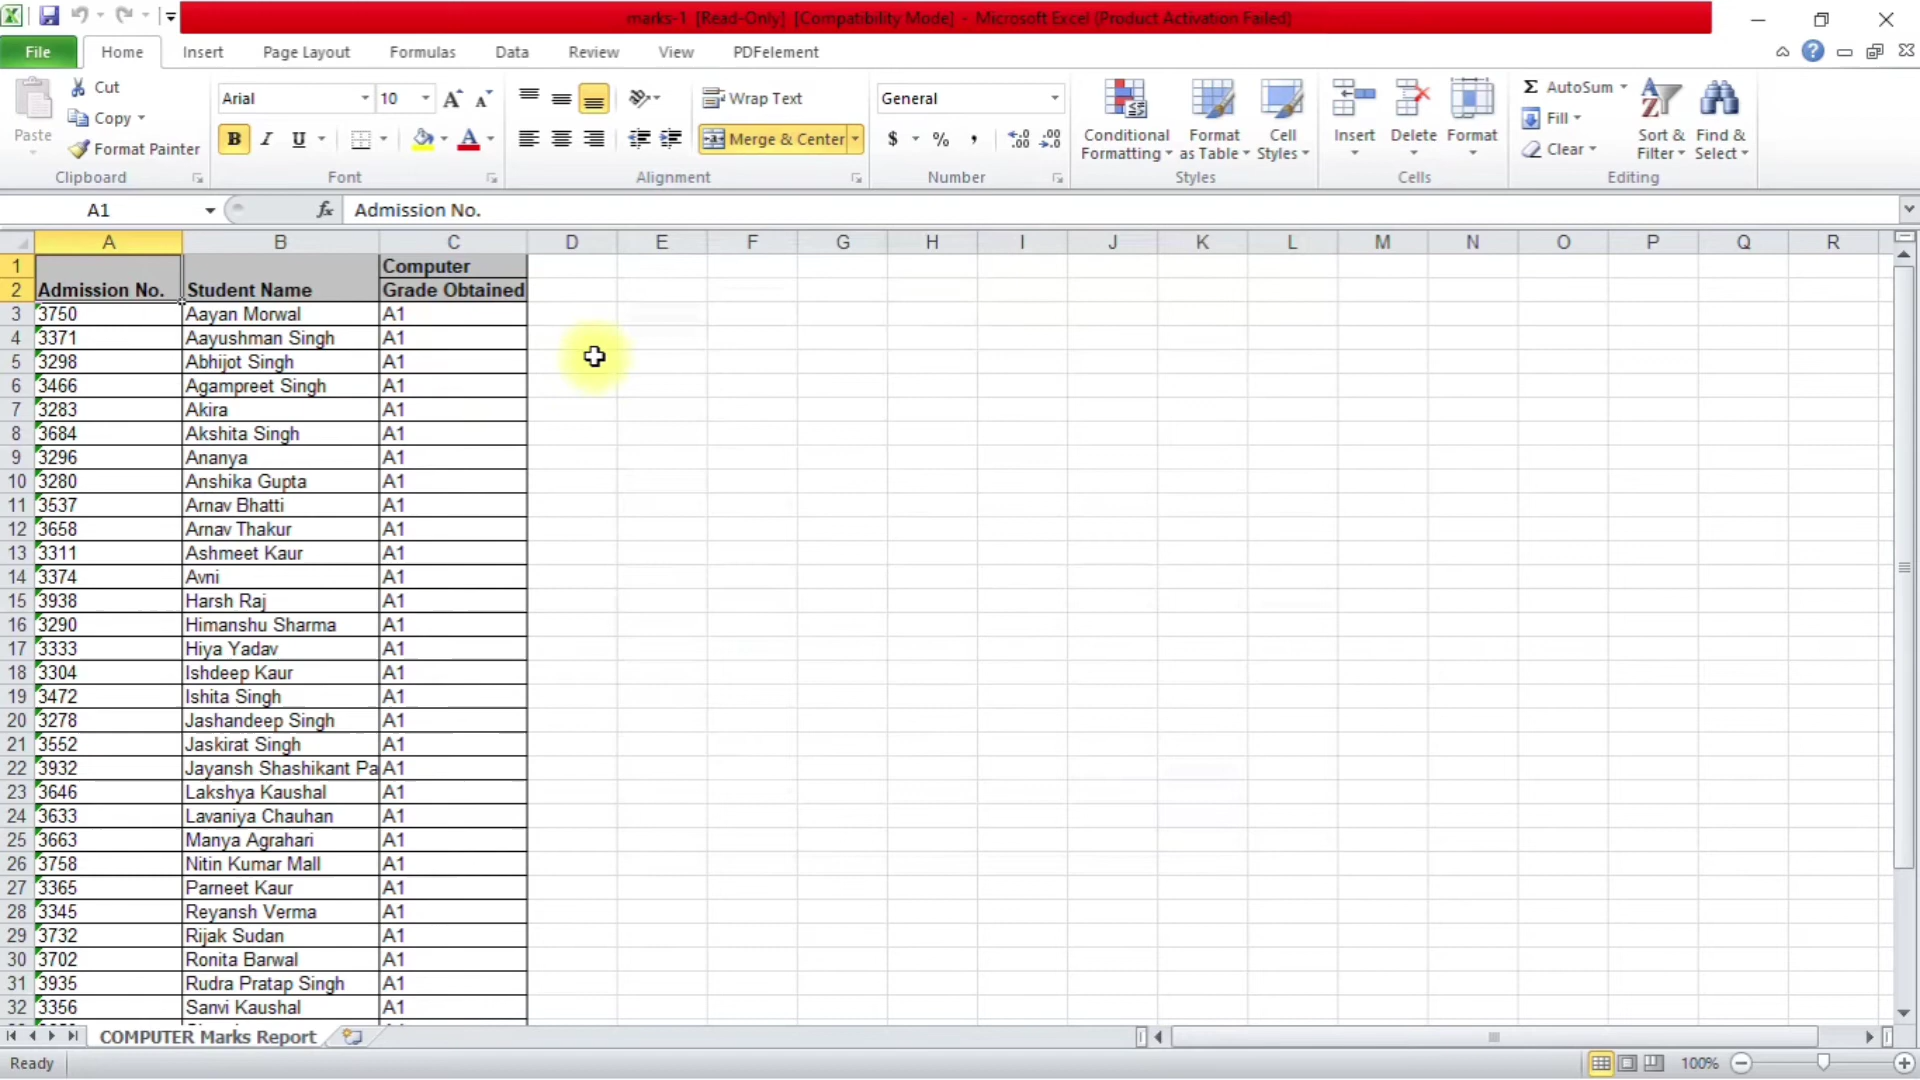 marks-1 [Read-Only] [Compatibility Mode] - Microsoft Excel (Product Activation Failed)
File Home Insert Page Layout Formulas Data Review View PDFelement
Paste
Cut
Copy
Format Painter
Clipboard
Arial 10
B I U
Font
Wrap Text
Merge & Center
Alignment
General
$ % ,
Number
Conditional Formatting
Format as Table
Cell Styles
Styles
Insert Delete Format
Cells
Σ AutoSum
Fill
Clear
Sort & Filter
Find & Select
Editing
A1 fx Admission No.
A B C D E F G H I J K L M N O P Q R
1 Computer
2 Admission No. Student Name Grade Obtained
3 3750 Aayan Morwal A1
4 3371 Aayushman Singh A1
5 3298 Abhijot Singh A1
6 3466 Agampreet Singh A1
7 3283 Akira A1
8 3684 Akshita Singh A1
9 3296 Ananya A1
10 3280 Anshika Gupta A1
11 3537 Arnav Bhatti A1
12 3658 Arnav Thakur A1
13 3311 Ashmeet Kaur A1
14 3374 Avni A1
15 3938 Harsh Raj A1
16 3290 Himanshu Sharma A1
17 3333 Hiya Yadav A1
18 3304 Ishdeep Kaur A1
19 3472 Ishita Singh A1
20 3278 Jashandeep Singh A1
21 3552 Jaskirat Singh A1
22 3932 Jayansh Shashikant Pa A1
23 3646 Lakshya Kaushal A1
24 3633 Lavaniya Chauhan A1
25 3663 Manya Agrahari A1
26 3758 Nitin Kumar Mall A1
27 3365 Parneet Kaur A1
28 3345 Reyansh Verma A1
29 3732 Rijak Sudan A1
30 3702 Ronita Barwal A1
31 3935 Rudra Pratap Singh A1
32 3356 Sanvi Kaushal A1
COMPUTER Marks Report
Ready 100%